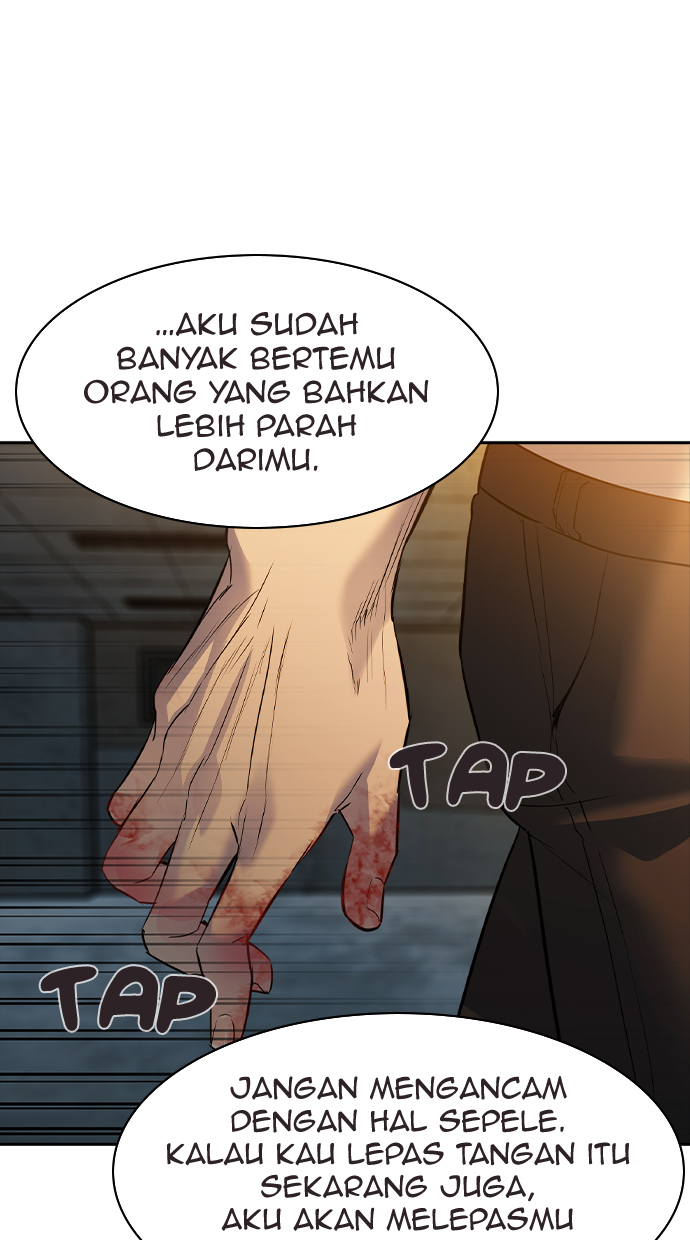 ...AKU SUDAH
BANYAK BERTEMU
ORANG YANG BAHKAN
LEBIH PARAH
DARIMU.
TAP
TAP
JANGAN MENGANCAM
DENGAN HAL SEPELE.
KALAU KAU LEPAS TANGAN ITU
SEKARANG JUGA,
AKU AKAN MELEPASMU